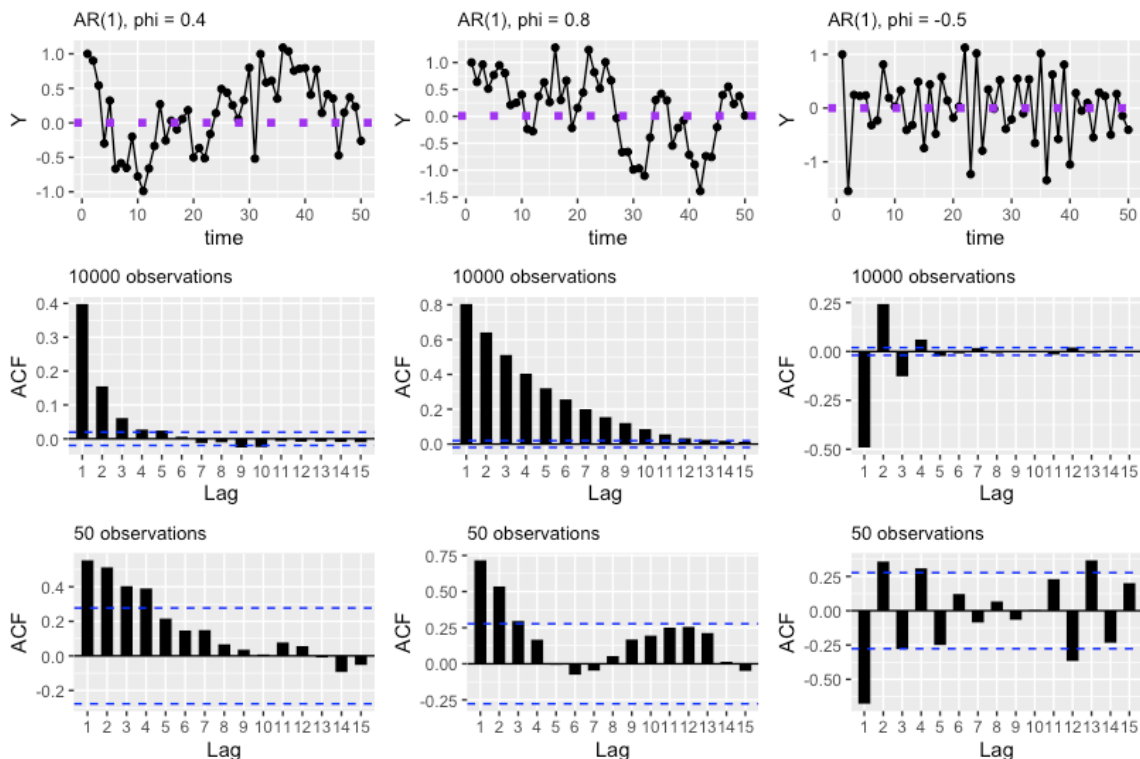 AR(1), phi = 0.4
1.0
0.5
0.0
-0.5
-1.0
Y
0 10 20 30 40 50
time
AR(1), phi = 0.8
1.0
0.5
0.0
-0.5
-1.0
-1.5
Y
0 10 20 30 40 50
time
AR(1), phi = -0.5
1
0
-1
Y
0 10 20 30 40 50
time
10000 observations
0.4
0.3
0.2
0.1
0.0
ACF
1 2 3 4 5 6 7 8 9 10 11 12 13 14 15
Lag
10000 observations
0.8
0.6
0.4
0.2
0.0
ACF
1 2 3 4 5 6 7 8 9 10 11 12 13 14 15
Lag
10000 observations
0.25
0.00
-0.25
-0.50
ACF
1 2 3 4 5 6 7 8 9 10 11 12 13 14 15
Lag
50 observations
0.4
0.2
0.0
-0.2
ACF
1 2 3 4 5 6 7 8 9 10 11 12 13 14 15
Lag
50 observations
0.75
0.50
0.25
0.00
-0.25
ACF
1 2 3 4 5 6 7 8 9 10 11 12 13 14 15
Lag
50 observations
0.25
0.00
-0.25
-0.50
ACF
1 2 3 4 5 6 7 8 9 10 11 12 13 14 15
Lag